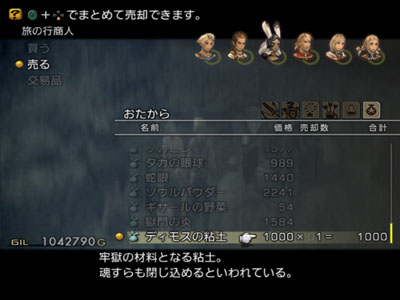 でまとめて売却できます。
旅の行商人
買う
売る
交易品
おたから
名前 価格 売却数 合計
タカの眼球 989
蛇眼 1440
ソウルパウダー 2241
ギサールの野菜 54
獄門の炎 1584
ディモスの粘土 1000× 1= 1000
GIL 1042790G
牢獄の材料となる粘土。
魂すらも閉じ込めるといわれている。